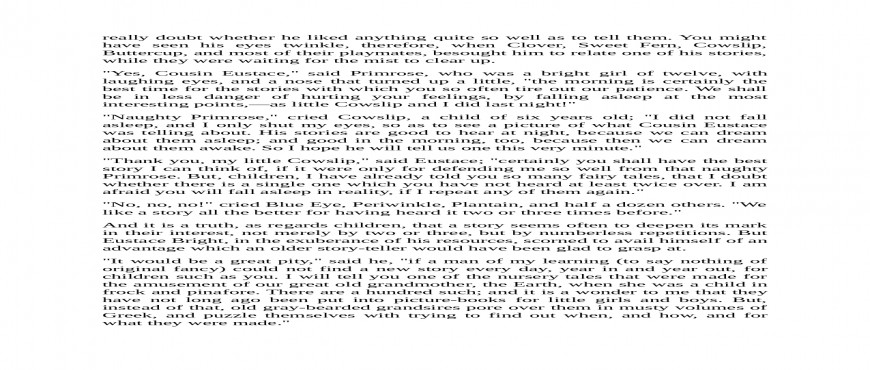 really doubt whether he liked anything quite so well as to tell them. You might
have seen his eyes twinkle, therefore, when Clover, Sweet Fern, Cowslip,
Buttercup, and most of their playmates, besought him to relate one of his stories,
while they were waiting for the mist to clear up.
"Yes, Cousin Eustace," said Primrose, who was a bright girl of twelve, with
laughing eyes, and a nose that turned up a little, "the morning is certainly the
best time for the stories with which you so often tire out our patience. We shall
be in less danger of hurting your feelings, by falling asleep at the most
interesting points,—as little Cowslip and I did last night!"
"Naughty Primrose," cried Cowslip, a child of six years old; "I did not fall
asleep, and I only shut my eyes, so as to see a picture of what Cousin Eustace
was telling about. His stories are good to hear at night, because we can dream
about them asleep; and good in the morning, too, because then we can dream
about them awake. So I hope he will tell us one this very minute."
"Thank you, my little Cowslip," said Eustace; "certainly you shall have the best
story I can think of, if it were only for defending me so well from that naughty
Primrose. But, children, I have already told you so many fairy tales, that I doubt
whether there is a single one which you have not heard at least twice over. I am
afraid you will fall asleep in reality, if I repeat any of them again."
"No, no, no!" cried Blue Eye, Periwinkle, Plantain, and half a dozen others. "We
like a story all the better for having heard it two or three times before."
And it is a truth, as regards children, that a story seems often to deepen its mark
in their interest, not merely by two or three, but by numberless repetitions. But
Eustace Bright, in the exuberance of his resources, scorned to avail himself of an
advantage which an older story-teller would have been glad to grasp at.
"It would be a great pity," said he, "if a man of my learning (to say nothing of
original fancy) could not find a new story every day, year in and year out, for
children such as you. I will tell you one of the nursery tales that were made for
the amusement of our great old grandmother, the Earth, when she was a child in
frock and pinafore. There are a hundred such; and it is a wonder to me that they
have not long ago been put into picture-books for little girls and boys. But,
instead of that, old gray-bearded grandsires pore over them in musty volumes of
Greek, and puzzle themselves with trying to find out when, and how, and for
what they were made."